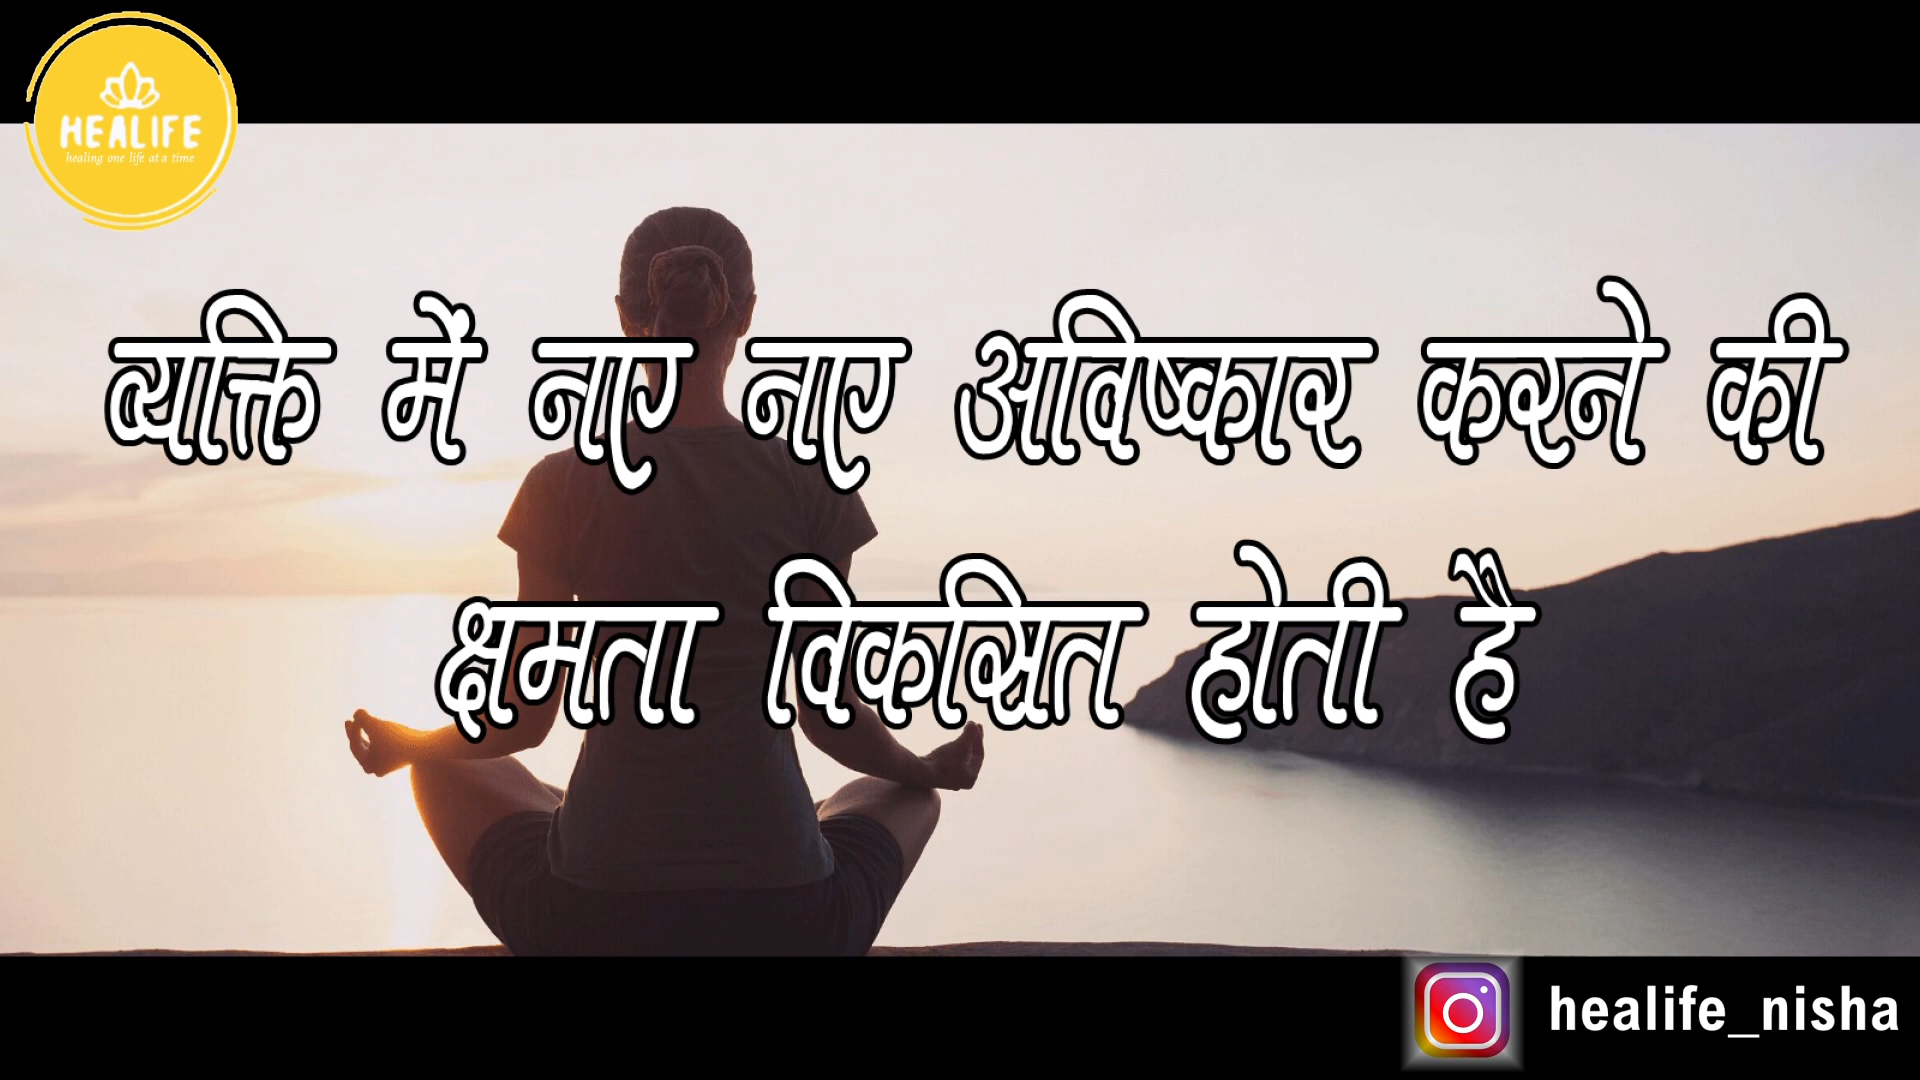 HEALIFE
healing one life at a time
व्यक्ति में नए नए अविष्कार करने की
क्षमता विकसित होती है
healife_nisha